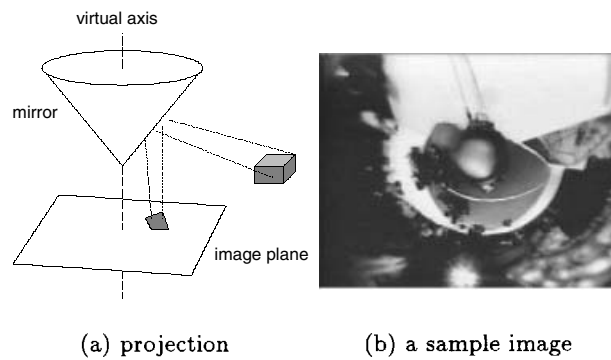 virtual axis
mirror
image plane
(a) projection
(b) a sample image